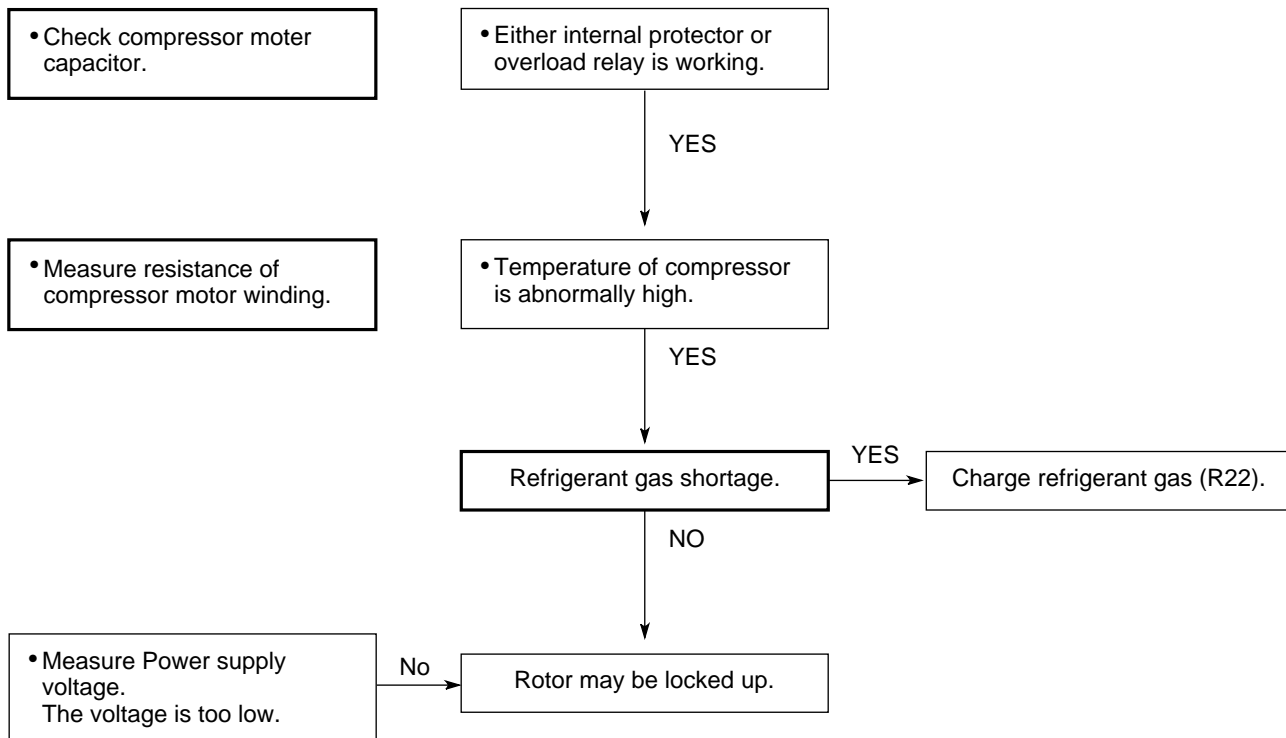 • Check compressor moter
capacitor.
• Either internal protector or
overload relay is working.
YES
• Measure resistance of
compressor motor winding.
• Temperature of compressor
is abnormally high.
YES
Refrigerant gas shortage.
YES
Charge refrigerant gas (R22).
NO
• Measure Power supply
voltage.
The voltage is too low.
No
Rotor may be locked up.